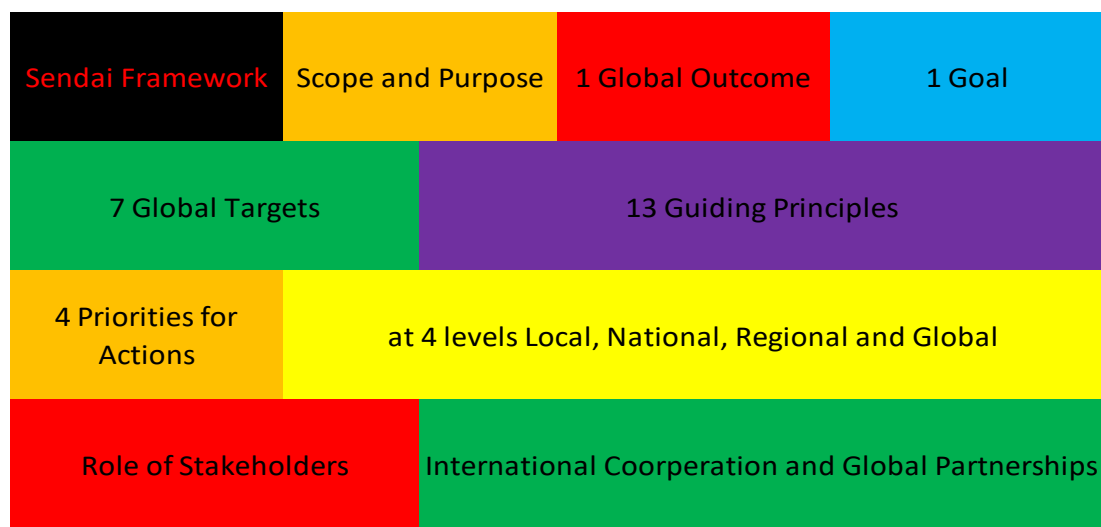 Sendai Framework
Scope and Purpose
1 Global Outcome
1 Goal
7 Global Targets
13 Guiding Principles
4 Priorities for
Actions
at 4 levels Local, National, Regional and Global
Role of Stakeholders
International Coorperation and Global Partnerships